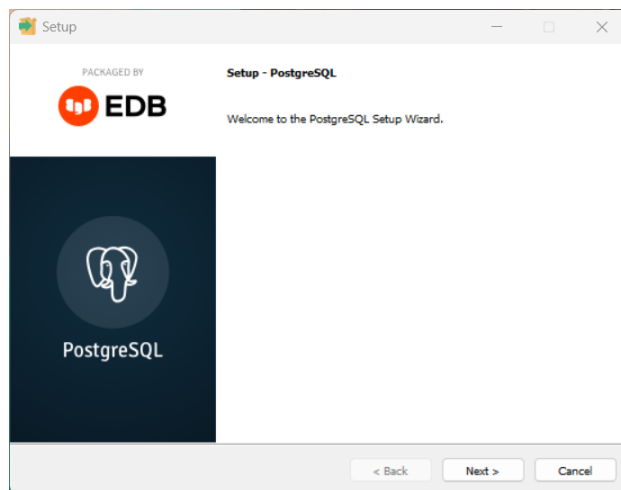 Setup
PACKAGED BY
EDB
Setup - PostgreSQL
Welcome to the PostgreSQL Setup Wizard.
PostgreSQL
< Back
Next >
Cancel